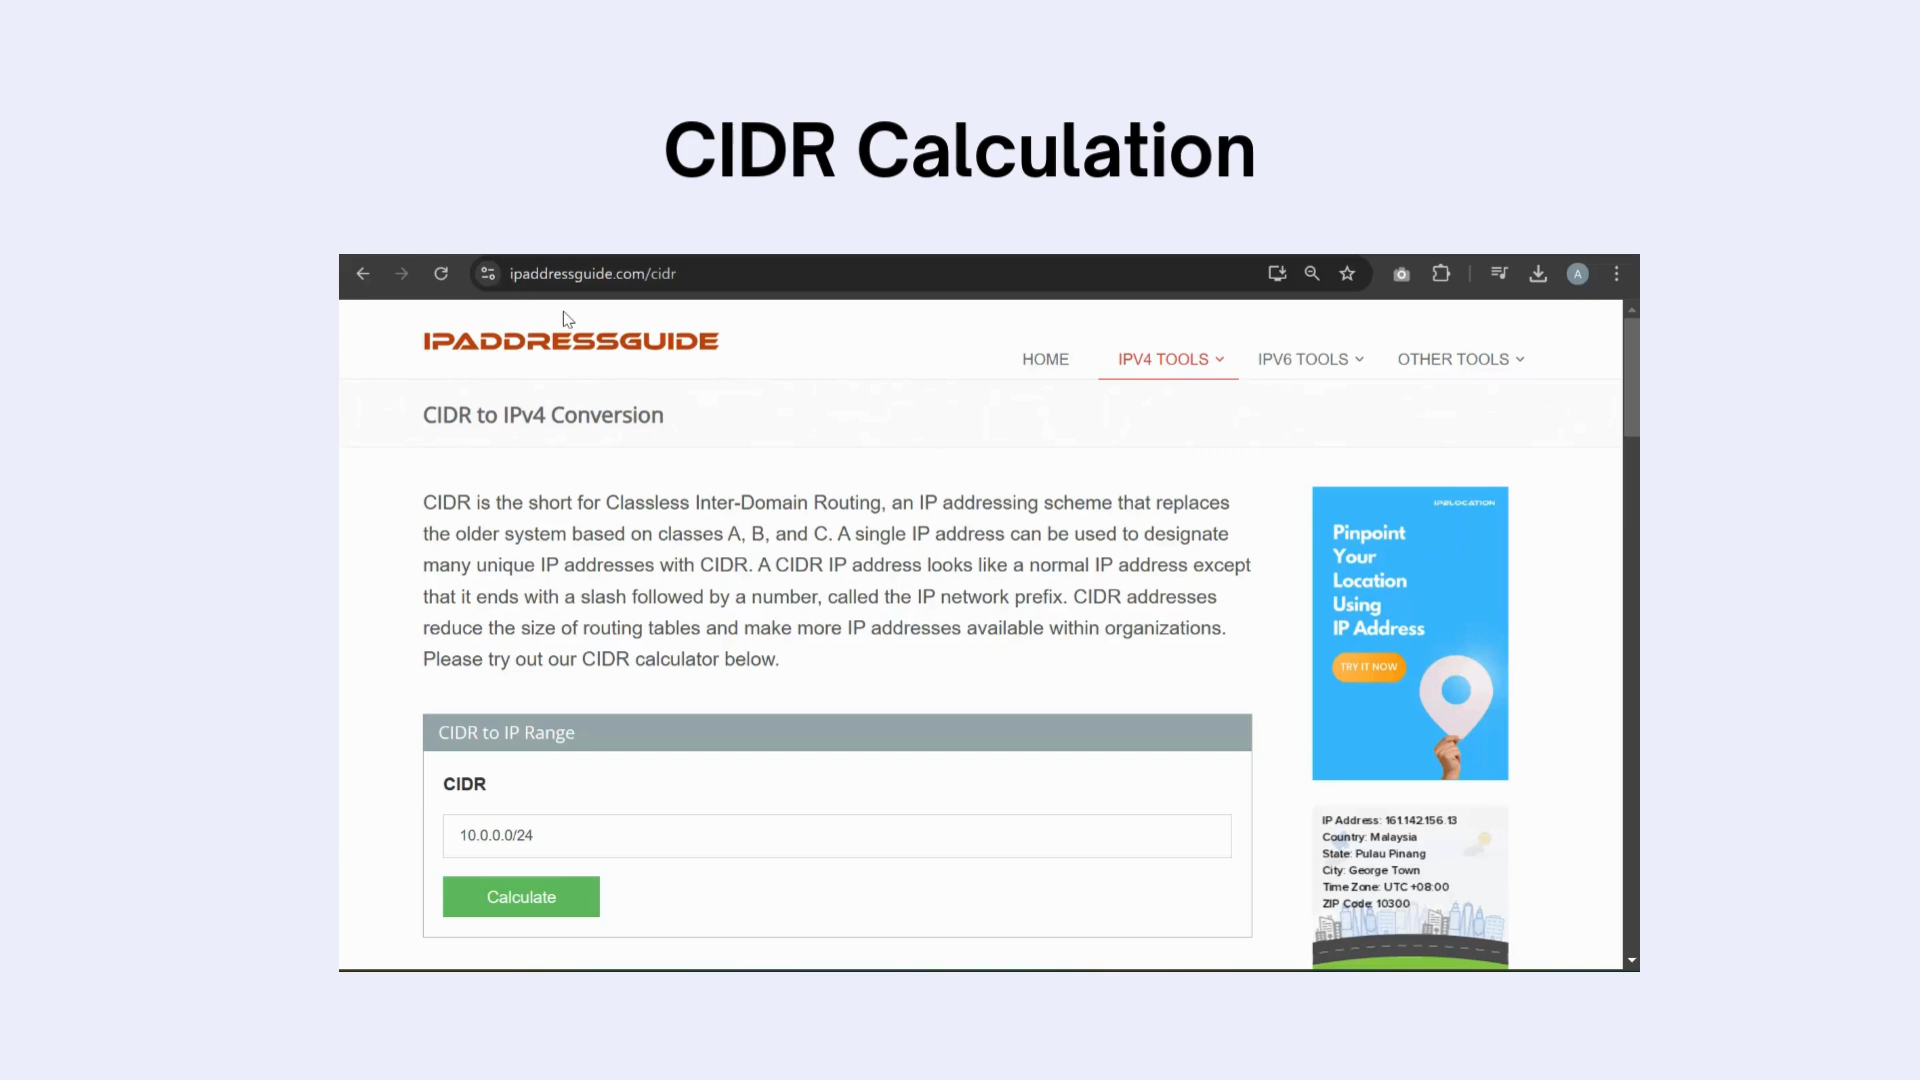 CIDR Calculation
ipaddressguide.com/cidr
A
IPADDRESSGUIDE
HOME
IPV4 TOOLS
IPV6 TOOLS
OTHER TOOLS
CIDR to IPv4 Conversion
CIDR is the short for Classless Inter-Domain Routing, an IP addressing scheme that replaces
the older system based on classes A, B, and C. A single IP address can be used to designate
many unique IP addresses with CIDR. A CIDR IP address looks like a normal IP address except
that it ends with a slash followed by a number, called the IP network prefix. CIDR addresses
reduce the size of routing tables and make more IP addresses available within organizations.
Please try out our CIDR calculator below.
CIDR to IP Range
CIDR
10.0.0.0/24
Calculate
IP2LOCATION
Pinpoint
Your
Location
Using
IP Address
TRY IT NOW
IP Address: 161.142.156.13
Country: Malaysia
State: Pulau Pinang
City: George Town
Time Zone: UTC +08:00
ZIP Code: 10300